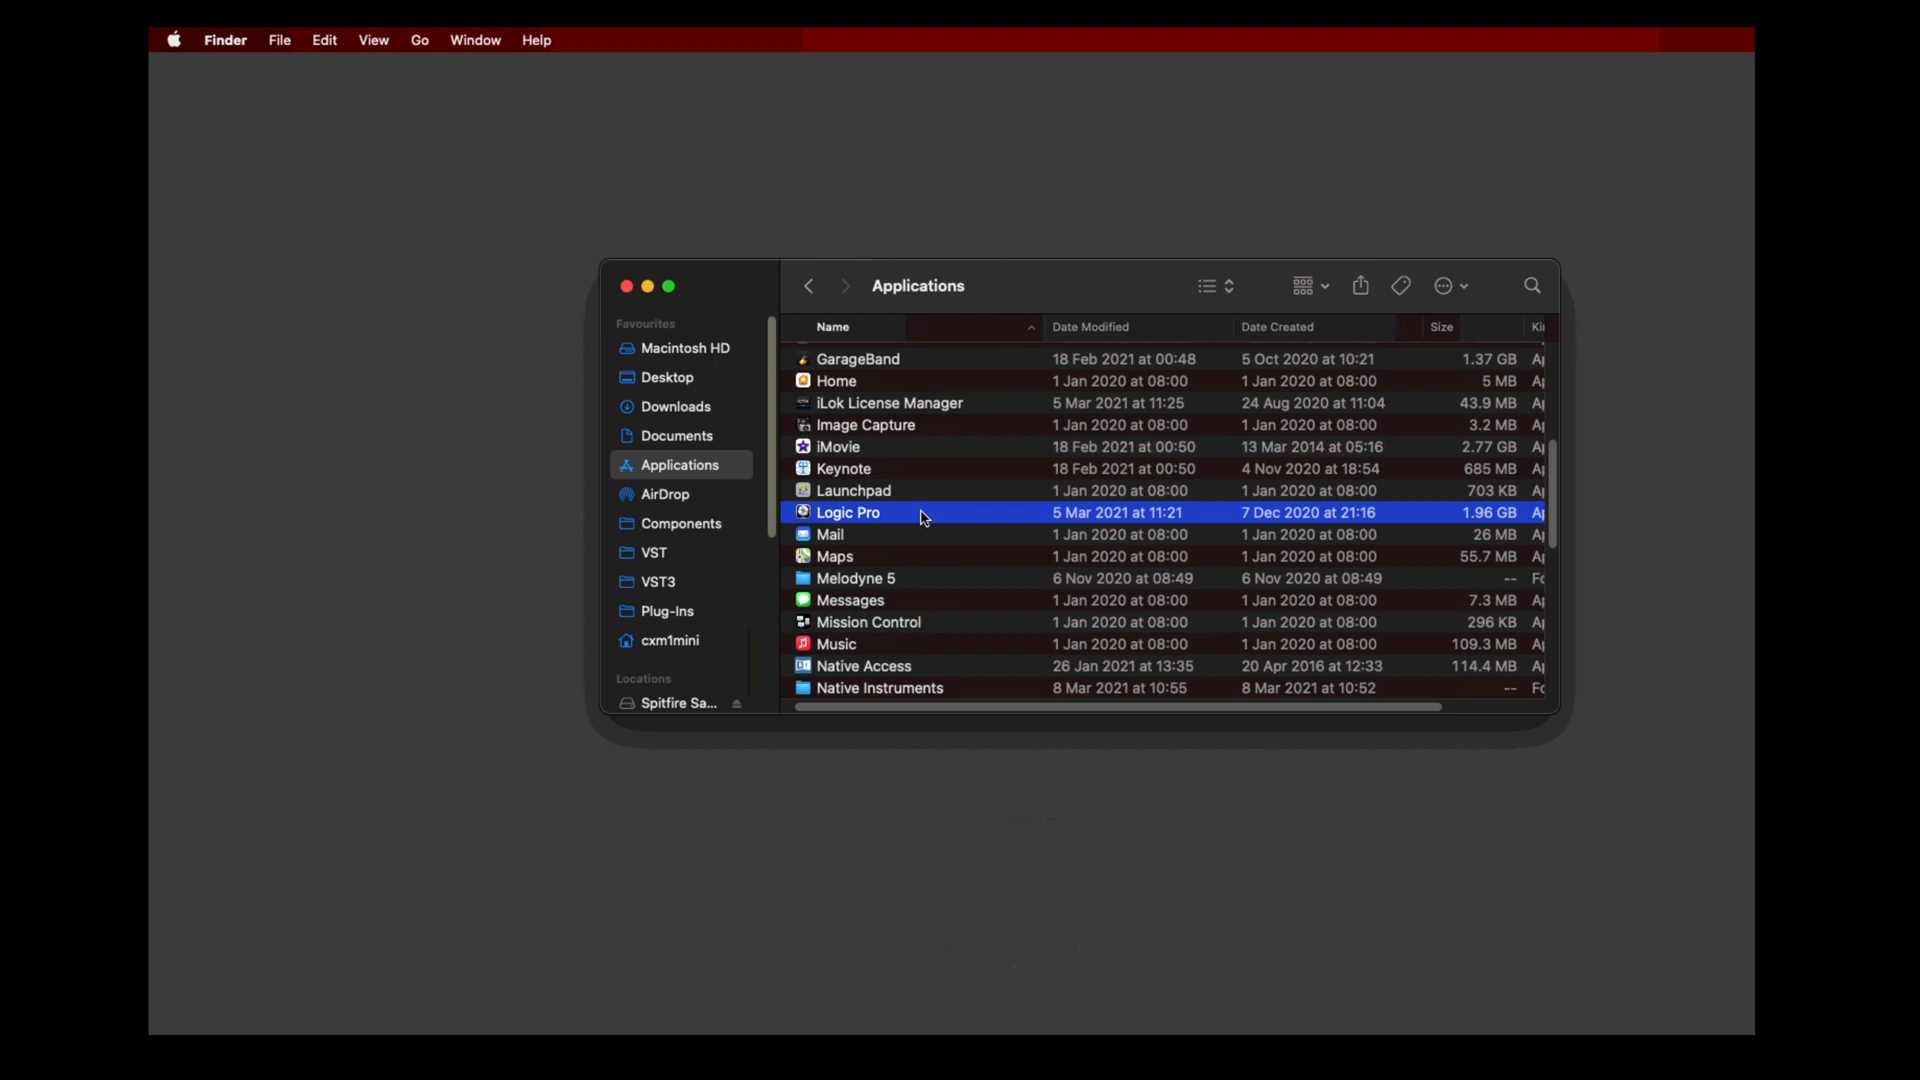 Finder File Edit View Go Window Help
Applications
Favourites
Macintosh HD
Desktop
Downloads
Documents
Applications
AirDrop
Components
VST
VST3
Plug-Ins
cxm1mini
Locations
Spitfire Sa...
Name Date Modified Date Created Size
GarageBand 18 Feb 2021 at 00:48 5 Oct 2020 at 10:21 1.37 GB
Home 1 Jan 2020 at 08:00 1 Jan 2020 at 08:00 5 MB
iLok License Manager 5 Mar 2021 at 11:25 24 Aug 2020 at 11:04 43.9 MB
Image Capture 1 Jan 2020 at 08:00 1 Jan 2020 at 08:00 3.2 MB
iMovie 18 Feb 2021 at 00:50 13 Mar 2014 at 05:16 2.77 GB
Keynote 18 Feb 2021 at 00:50 4 Nov 2020 at 18:54 685 MB
Launchpad 1 Jan 2020 at 08:00 1 Jan 2020 at 08:00 703 KB
Logic Pro 5 Mar 2021 at 11:21 7 Dec 2020 at 21:16 1.96 GB
Mail 1 Jan 2020 at 08:00 1 Jan 2020 at 08:00 26 MB
Maps 1 Jan 2020 at 08:00 1 Jan 2020 at 08:00 55.7 MB
Melodyne 5 6 Nov 2020 at 08:49 6 Nov 2020 at 08:49 --
Messages 1 Jan 2020 at 08:00 1 Jan 2020 at 08:00 7.3 MB
Mission Control 1 Jan 2020 at 08:00 1 Jan 2020 at 08:00 296 KB
Music 1 Jan 2020 at 08:00 1 Jan 2020 at 08:00 109.3 MB
Native Access 26 Jan 2021 at 13:35 20 Apr 2016 at 12:33 114.4 MB
Native Instruments 8 Mar 2021 at 10:55 8 Mar 2021 at 10:52 --